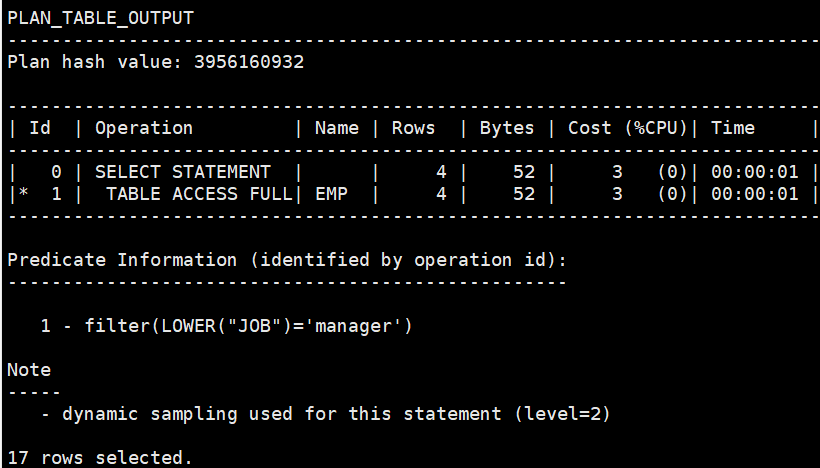 PLAN_TABLE_OUTPUT
--------------------------------------------------------------------------
Plan hash value: 3956160932
--------------------------------------------------------------------------
| Id  | Operation         | Name | Rows  | Bytes | Cost (%CPU)| Time     |
--------------------------------------------------------------------------
|   0 | SELECT STATEMENT  |      |     4 |    52 |     3   (0)| 00:00:01 |
|*  1 |  TABLE ACCESS FULL| EMP  |     4 |    52 |     3   (0)| 00:00:01 |
--------------------------------------------------------------------------
Predicate Information (identified by operation id):
---------------------------------------------------
   1 - filter(LOWER("JOB")='manager')
Note
-----
   - dynamic sampling used for this statement (level=2)
17 rows selected.